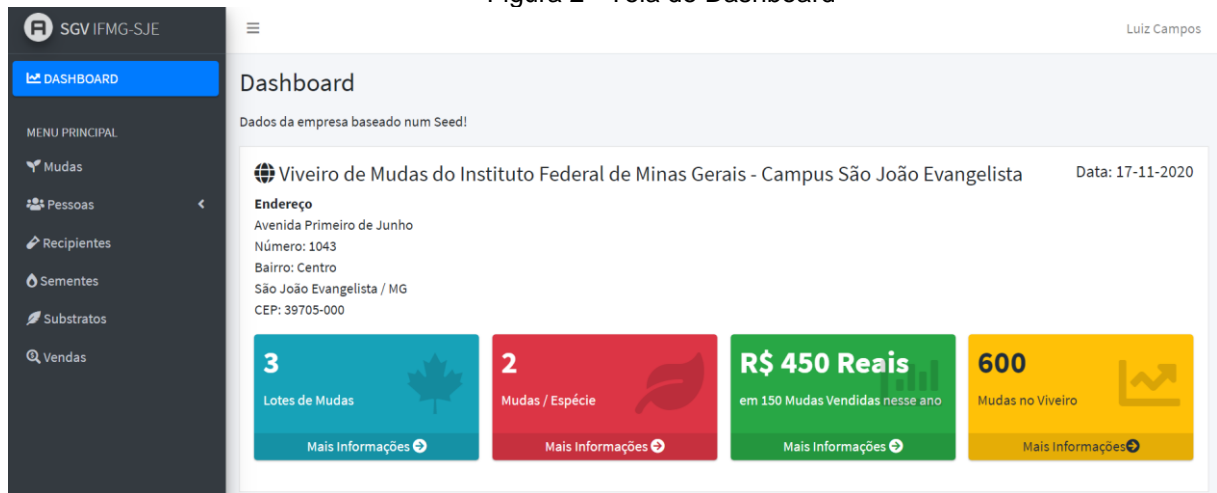 SGV IFMG-SJE
Luiz Campos
DASHBOARD
MENU PRINCIPAL
Mudas
Pessoas
Recipientes
Sementes
Substratos
Vendas
Dashboard
Dados da empresa baseado num Seed!
Viveiro de Mudas do Instituto Federal de Minas Gerais - Campus São João Evangelista
Data: 17-11-2020
Endereço
Avenida Primeiro de Junho
Número: 1043
Bairro: Centro
São João Evangelista / MG
CEP: 39705-000
3
Lotes de Mudas
Mais Informações
2
Mudas / Espécie
Mais Informações
R$ 450 Reais
em 150 Mudas Vendidas nesse ano
Mais Informações
600
Mudas no Viveiro
Mais Informações